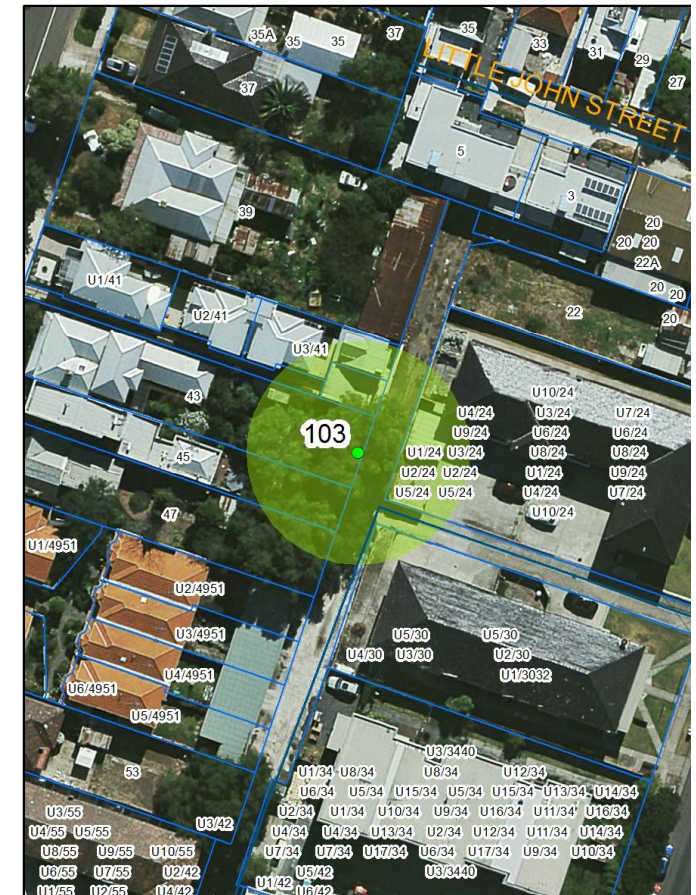 35A 35 35 37 35 33 31 29 27
LITTLE JOHN STREET
37
5
3
39
20
20 20
22A
20 20
20
22
U1/41
U2/41
U3/41
43
45
47
103
U10/24
U4/24 U3/24 U7/24
U9/24 U6/24 U6/24
U1/24 U3/24 U8/24 U8/24
U2/24 U2/24 U1/24 U9/24
U5/24 U5/24 U4/24 U7/24
U10/24
U1/4951
U2/4951
U3/4951
U4/4951
U6/4951
U5/4951
U5/30 U5/30
U4/30 U3/30 U2/30
U1/3032
53
U3/3440
U1/34 U8/34 U8/34 U12/34
U6/34 U5/34 U15/34 U5/34 U15/34 U13/34 U14/34
U2/34 U1/34 U10/34 U9/34 U16/34 U11/34 U16/34
U4/34 U4/34 U13/34 U2/34 U12/34 U11/34 U14/34
U7/34 U7/34 U17/34 U6/34 U17/34 U9/34 U10/34
U3/3440
U3/55
U3/42
U4/55 U5/55
U8/55 U9/55 U10/55
U6/55 U7/55 U2/42
U1/55 U2/55 U4/42
U5/42
U1/42
U6/42